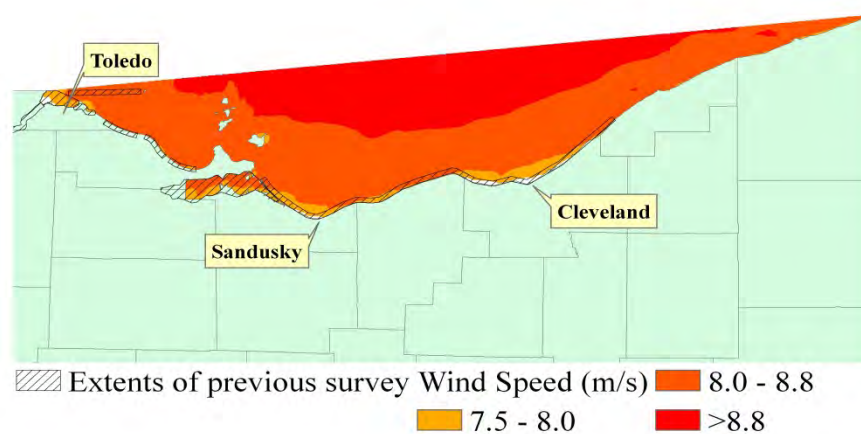 Toledo
Cleveland
Sandusky
Extents of previous survey Wind Speed (m/s) 8.0 - 8.8
7.5 - 8.0 >8.8